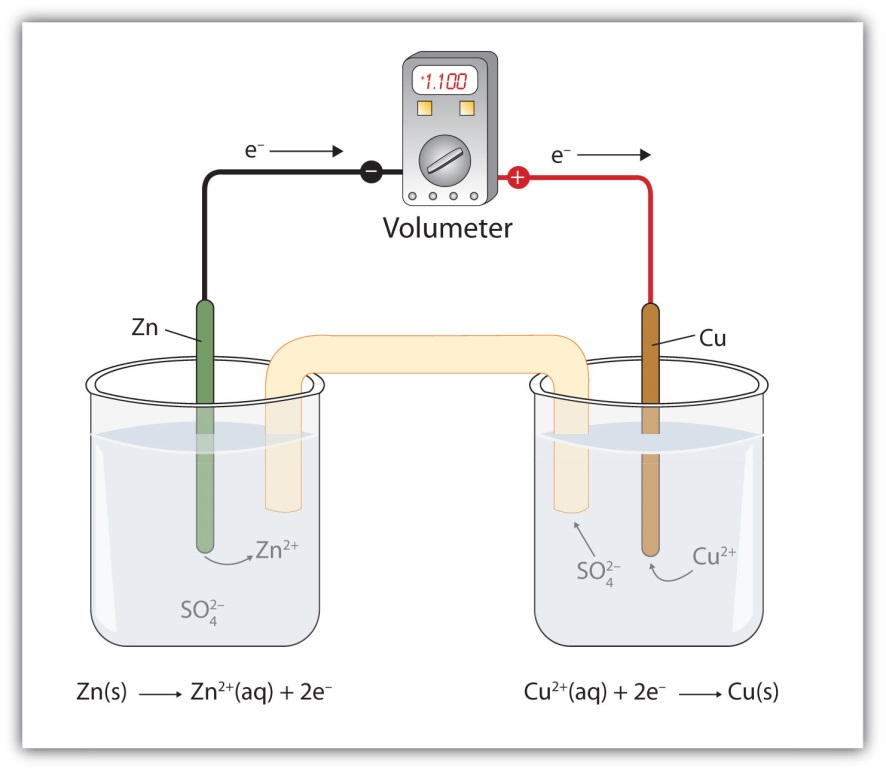 +1.100
e⁻ ⟶
e⁻ ⟶
−
+
Volumeter
Zn
Cu
Zn²⁺
SO₄²⁻
SO₄²⁻
Cu²⁺
Zn(s) ⟶ Zn²⁺(aq) + 2e⁻
Cu²⁺(aq) + 2e⁻ ⟶ Cu(s)